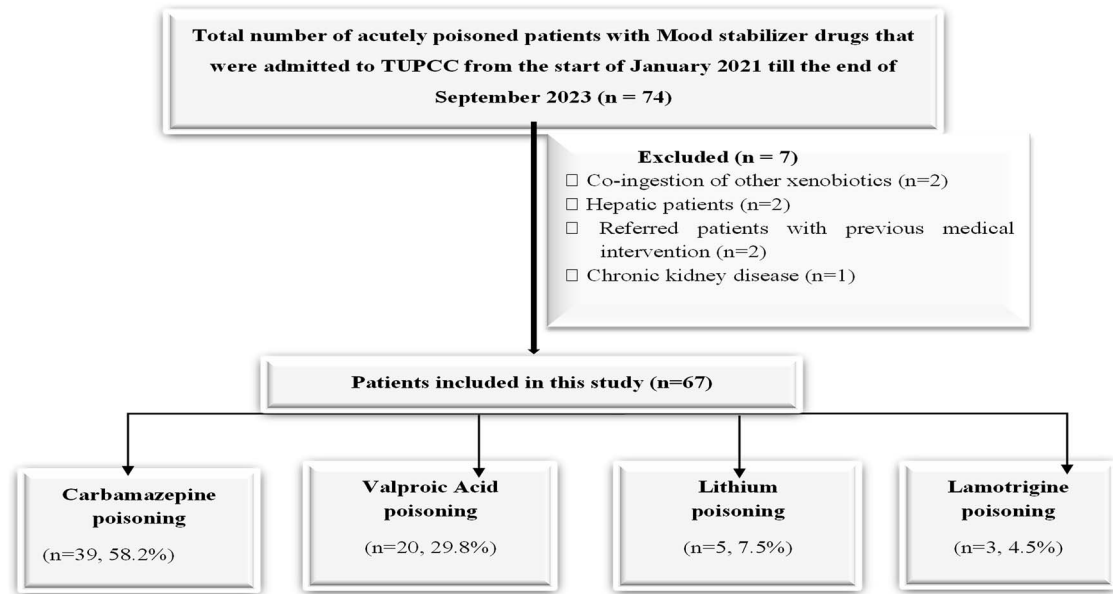 Total number of acutely poisoned patients with Mood stabilizer drugs that
were admitted to TUPCC from the start of January 2021 till the end of
September 2023 (n = 74)
Excluded (n = 7)
□ Co-ingestion of other xenobiotics (n=2)
□ Hepatic patients (n=2)
□ Referred patients with previous medical
intervention (n=2)
□ Chronic kidney disease (n=1)
Patients included in this study (n=67)
Carbamazepine
poisoning
(n=39, 58.2%)
Valproic Acid
poisoning
(n=20, 29.8%)
Lithium
poisoning
(n=5, 7.5%)
Lamotrigine
poisoning
(n=3, 4.5%)